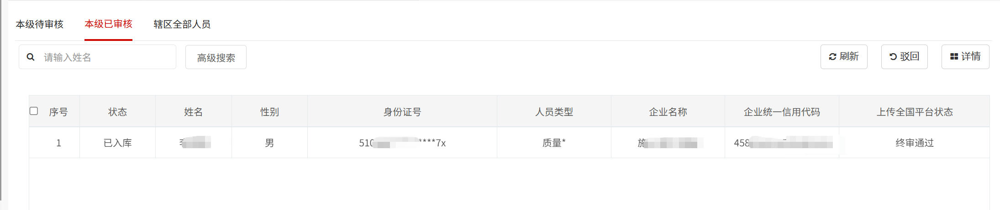 本级待审核 本级已审核 辖区全部人员
请输入姓名 高级搜索 刷新 驳回 详情
序号 状态 姓名 性别 身份证号 人员类型 企业名称 企业统一信用代码 上传全国平台状态
1 已入库 男 510 ****7x 质量* 施 458 终审通过